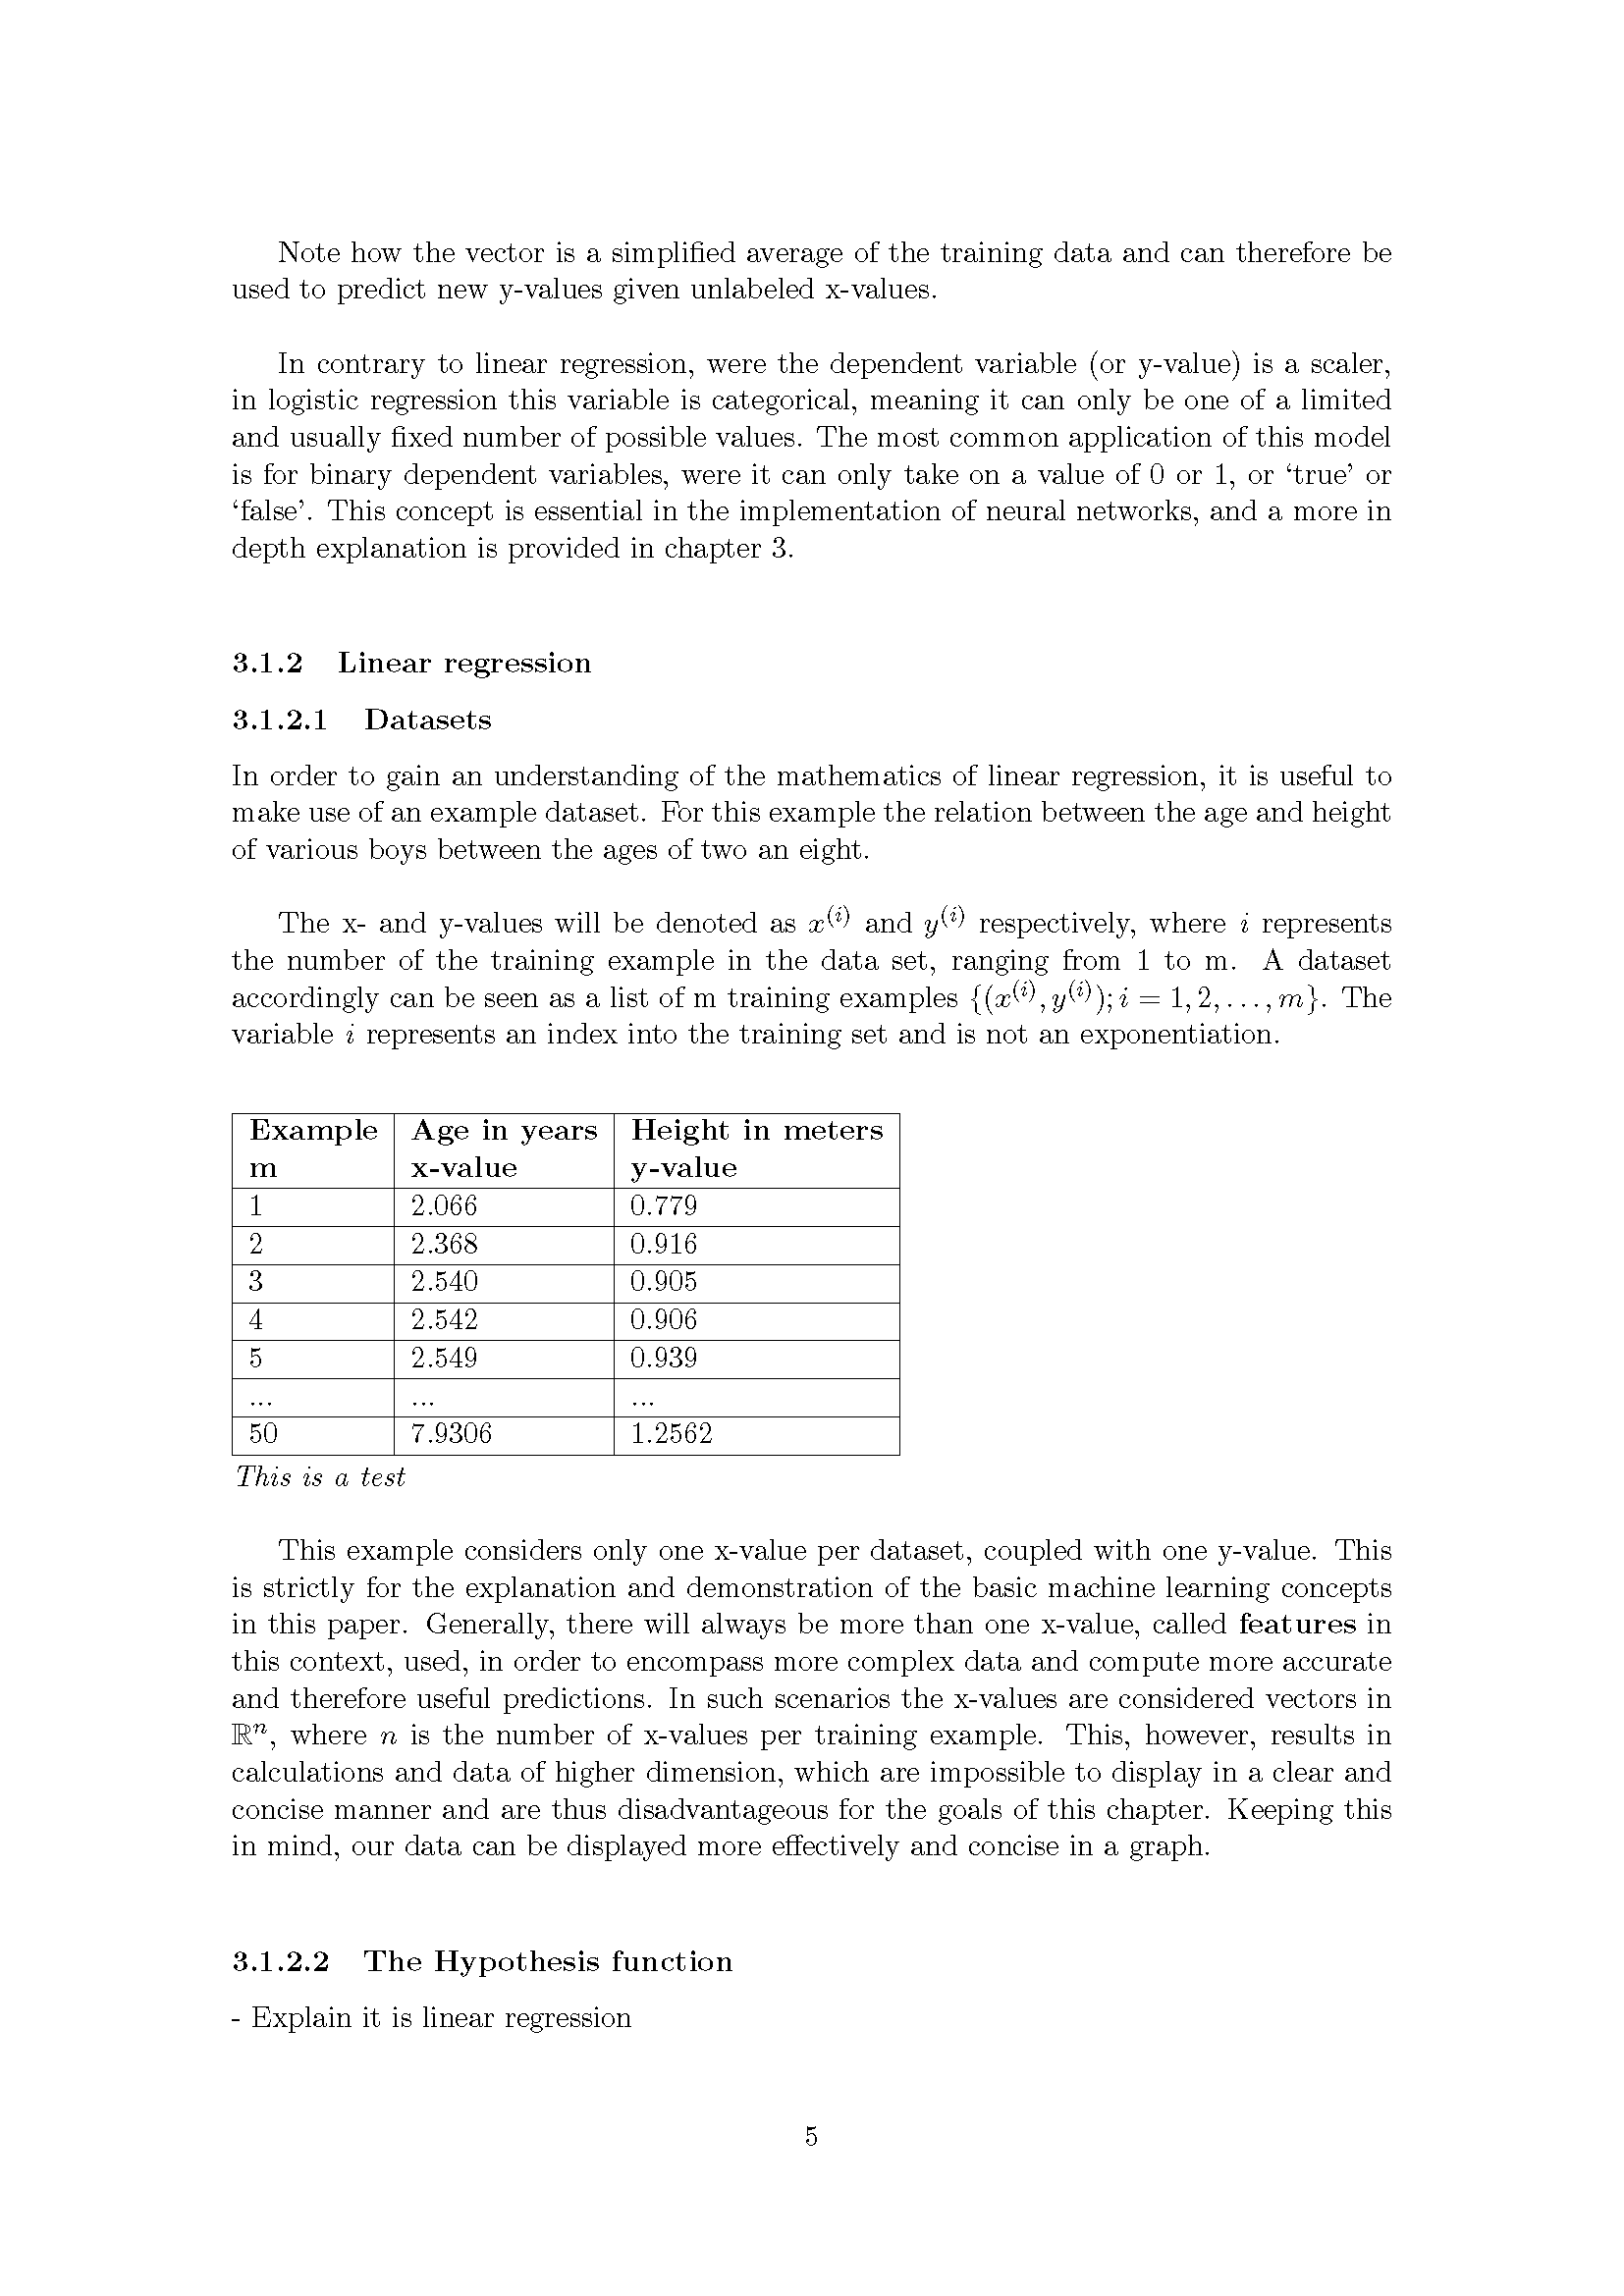 Note how the vector is a simplified average of the training data and can therefore be
used to predict new y-values given unlabeled x-values.
In contrary to linear regression, were the dependent variable (or y-value) is a scaler,
in logistic regression this variable is categorical, meaning it can only be one of a limited
and usually fixed number of possible values. The most common application of this model
is for binary dependent variables, were it can only take on a value of 0 or 1, or ‘true’ or
‘false’. This concept is essential in the implementation of neural networks, and a more in
depth explanation is provided in chapter 3.
3.1.2 Linear regression
3.1.2.1 Datasets
In order to gain an understanding of the mathematics of linear regression, it is useful to
make use of an example dataset. For this example the relation between the age and height
of various boys between the ages of two an eight.
The x- and y-values will be denoted as x^(i) and y^(i) respectively, where i represents
the number of the training example in the data set, ranging from 1 to m. A dataset
accordingly can be seen as a list of m training examples {(x^(i), y^(i)); i = 1, 2, . . . , m}. The
variable i represents an index into the training set and is not an exponentiation.
Example Age in years Height in meters
m x-value y-value
1 2.066 0.779
2 2.368 0.916
3 2.540 0.905
4 2.542 0.906
5 2.549 0.939
... ... ...
50 7.9306 1.2562
This is a test
This example considers only one x-value per dataset, coupled with one y-value. This
is strictly for the explanation and demonstration of the basic machine learning concepts
in this paper. Generally, there will always be more than one x-value, called features in
this context, used, in order to encompass more complex data and compute more accurate
and therefore useful predictions. In such scenarios the x-values are considered vectors in
ℝ^n, where n is the number of x-values per training example. This, however, results in
calculations and data of higher dimension, which are impossible to display in a clear and
concise manner and are thus disadvantageous for the goals of this chapter. Keeping this
in mind, our data can be displayed more effectively and concise in a graph.
3.1.2.2 The Hypothesis function
- Explain it is linear regression
5